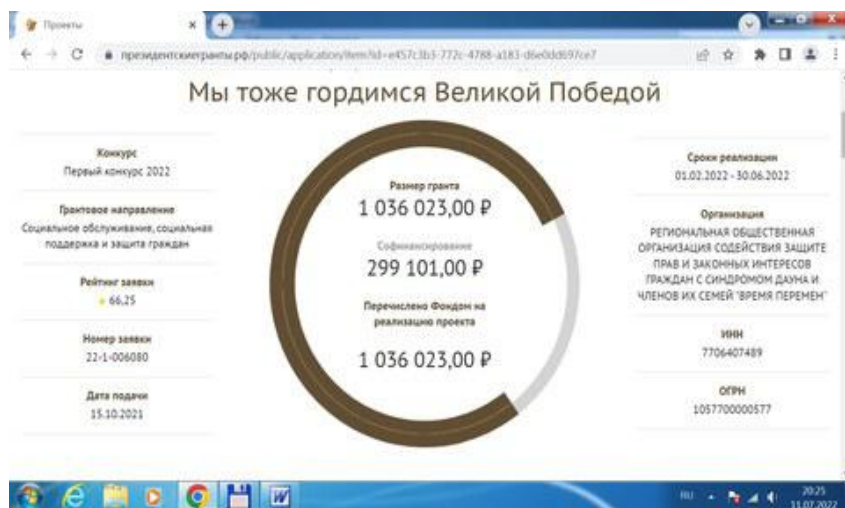 Проекты
президентскиегранты.рф/public/application/item?id=e457c3b3-772c-4788-a183-d6e0dd697ce7
Мы тоже гордимся Великой Победой
Конкурс
Первый конкурс 2022
Грантовое направление
Социальное обслуживание, социальная
поддержка и защита граждан
Рейтинг заявки
66,25
Номер заявки
22-1-006080
Дата подачи
15.10.2021
Размер гранта
1 036 023,00 ₽
Софинансирование
299 101,00 ₽
Перечислено Фондом на
реализацию проекта
1 036 023,00 ₽
Сроки реализации
01.02.2022 - 30.06.2022
Организация
РЕГИОНАЛЬНАЯ ОБЩЕСТВЕННАЯ
ОРГАНИЗАЦИЯ СОДЕЙСТВИЯ ЗАЩИТЕ
ПРАВ И ЗАКОННЫХ ИНТЕРЕСОВ
ГРАЖДАН С СИНДРОМОМ ДАУНА И
ЧЛЕНОВ ИХ СЕМЕЙ "ВРЕМЯ ПЕРЕМЕН"
ИНН
7706407489
ОГРН
1057700000577
RU
20:25
11.07.2022